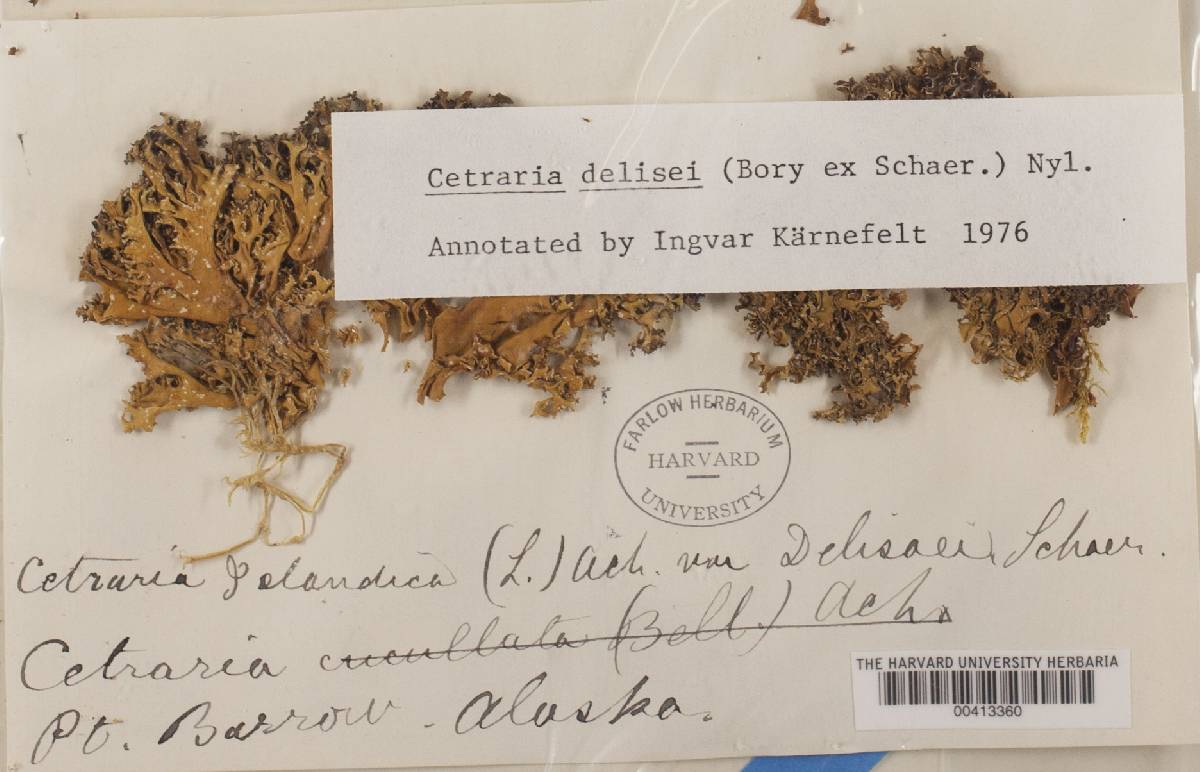 Cetraria delisei (Bory ex Schaer.) Nyl.
Annotated by Ingvar Kärnefelt 1976
FARLOW HERBARIUM
HARVARD
UNIVERSITY
Cetraria Islandica (L.) Ach. var Delisaei Schaer.
Cetraria cucullata (Bell.) Ach.
Pt. Barrow - Alaska.
THE HARVARD UNIVERSITY HERBARIA
00413360